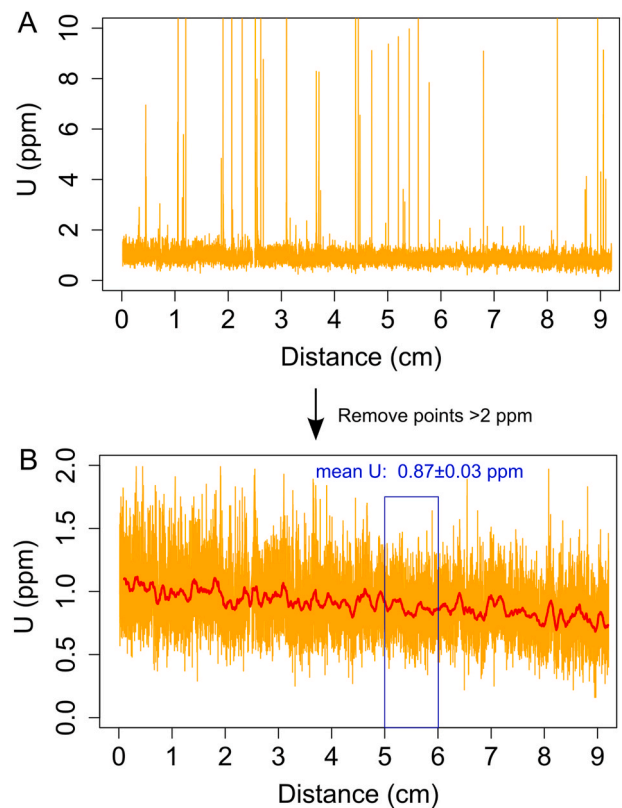 A
U (ppm)
10
8
6
4
2
0
0 1 2 3 4 5 6 7 8 9
Distance (cm)
Remove points >2 ppm
B
mean U: 0.87±0.03 ppm
U (ppm)
2.0
1.5
1.0
0.5
0.0
0 1 2 3 4 5 6 7 8 9
Distance (cm)